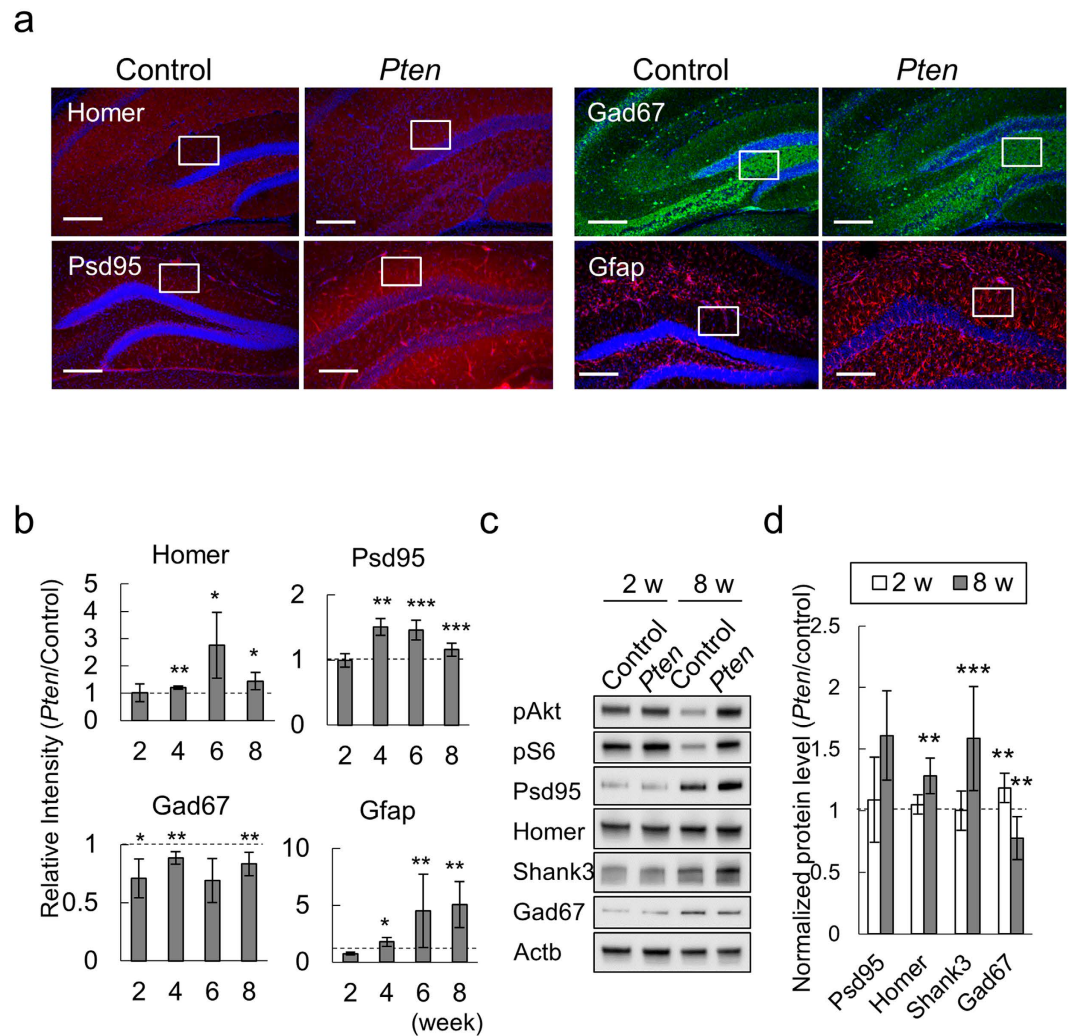 a
Control
Pten
Control
Pten
Homer
Gad67
Psd95
Gfap
b
Relative Intensity (Pten/Control)
Homer
5
4
3
2
1
0
*
**
*
*
2 4 6 8
Psd95
2
1
0
**
***
***
2 4 6 8
Gad67
1
0.5
0
*
**
**
2 4 6 8
Gfap
10
5
0
*
**
**
2 4 6 8
(week)
c
2 w 8 w
Control
Pten
Control
Pten
pAkt
pS6
Psd95
Homer
Shank3
Gad67
Actb
d
2 w 8 w
Normalized protein level (Pten/control)
2.5
2
1.5
1
0.5
0
**
***
**
**
Psd95
Homer
Shank3
Gad67